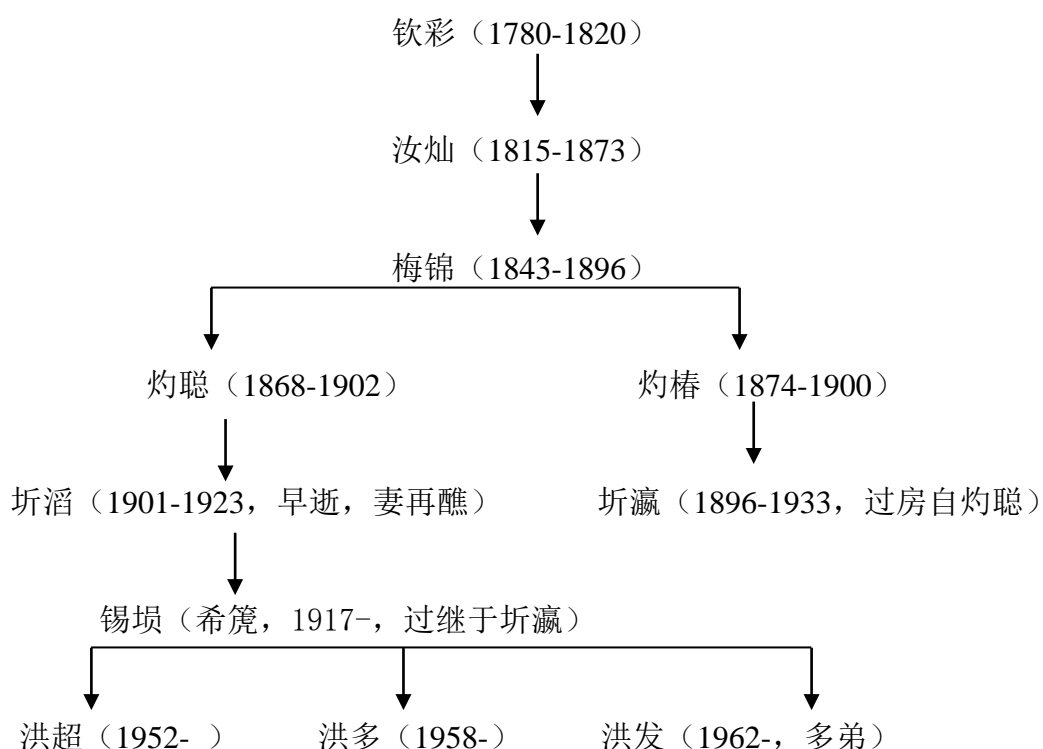 钦彩（1780-1820）
汝灿（1815-1873）
梅锦（1843-1896）
灼聪（1868-1902） 灼椿（1874-1900）
圻滔（1901-1923，早逝，妻再醮） 圻瀛（1896-1933，过房自灼聪）
锡埙（希篪，1917-，过继于圻瀛）
洪超（1952- ） 洪多（1958-） 洪发（1962-，多弟）